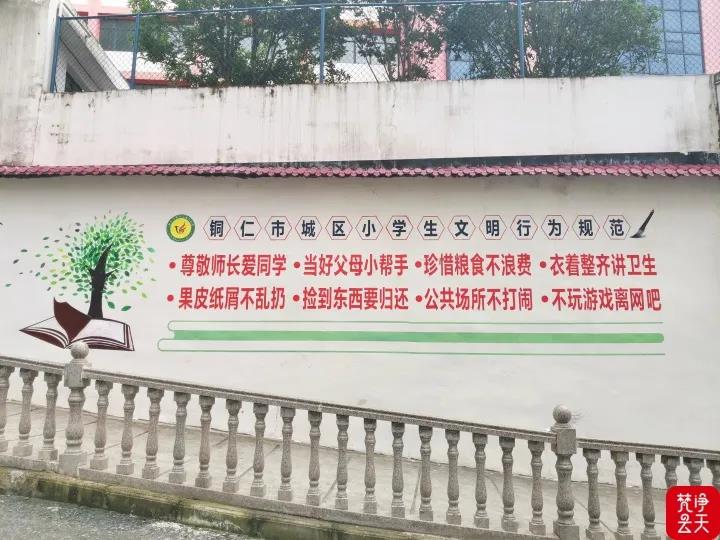 铜仁市城区小学生文明行为规范
•尊敬师长爱同学 •当好父母小帮手 •珍惜粮食不浪费 •衣着整齐讲卫生
•果皮纸屑不乱扔 •捡到东西要归还 •公共场所不打闹 •不玩游戏离网吧
梵净天